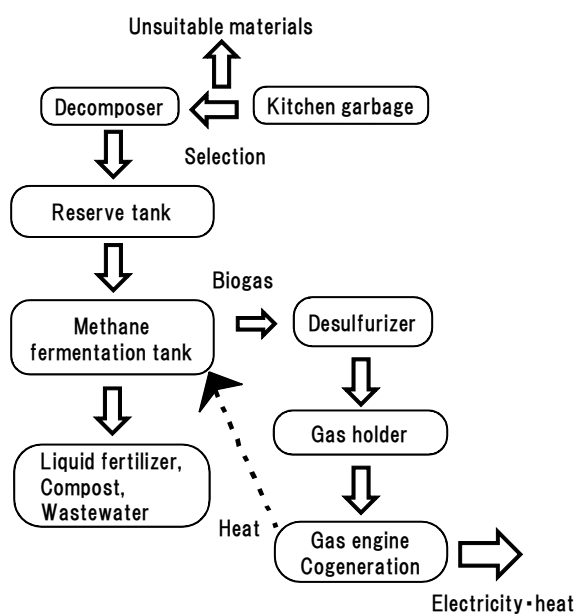 Unsuitable materials
Decomposer
Kitchen garbage
Selection
Reserve tank
Biogas
Methane
fermentation tank
Desulfurizer
Gas holder
Liquid fertilizer,
Compost,
Wastewater
Heat
Gas engine
Cogeneration
Electricity・heat